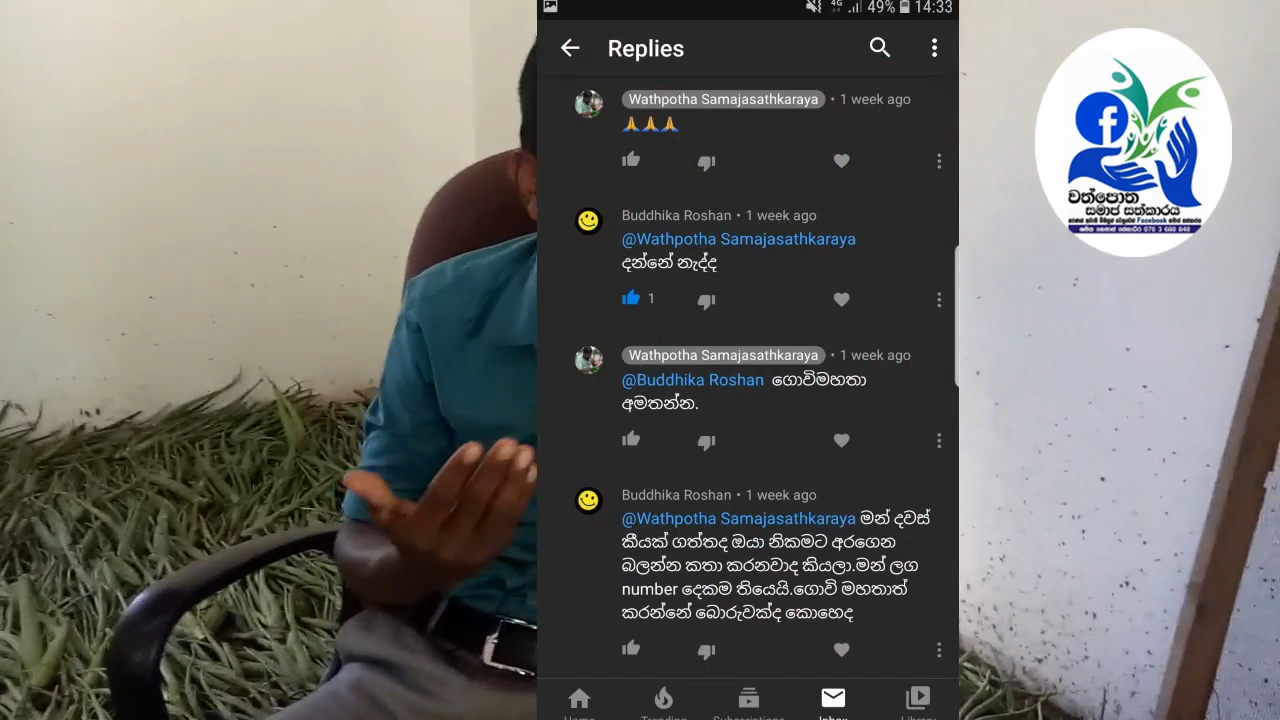 49% 14:33
Replies
Wathpotha Samajasathkaraya • 1 week ago
🙏🙏🙏
Buddhika Roshan • 1 week ago
@Wathpotha Samajasathkaraya
දන්නේ නැද්ද
1
Wathpotha Samajasathkaraya • 1 week ago
@Buddhika Roshan ගොවිමහතා
අමතන්න.
Buddhika Roshan • 1 week ago
@Wathpotha Samajasathkaraya මන් දවස්
කීයක් ගත්තද ඔයා නිකමට අරගෙන
බලන්න කතා කරනවාද කියලා.මන් ලග
number දෙකම තියෙයි.ගොවි මහතාත්
කරන්නේ බොරුවක්ද කොහෙද
වත්පොත
සමාජ සත්කාරය